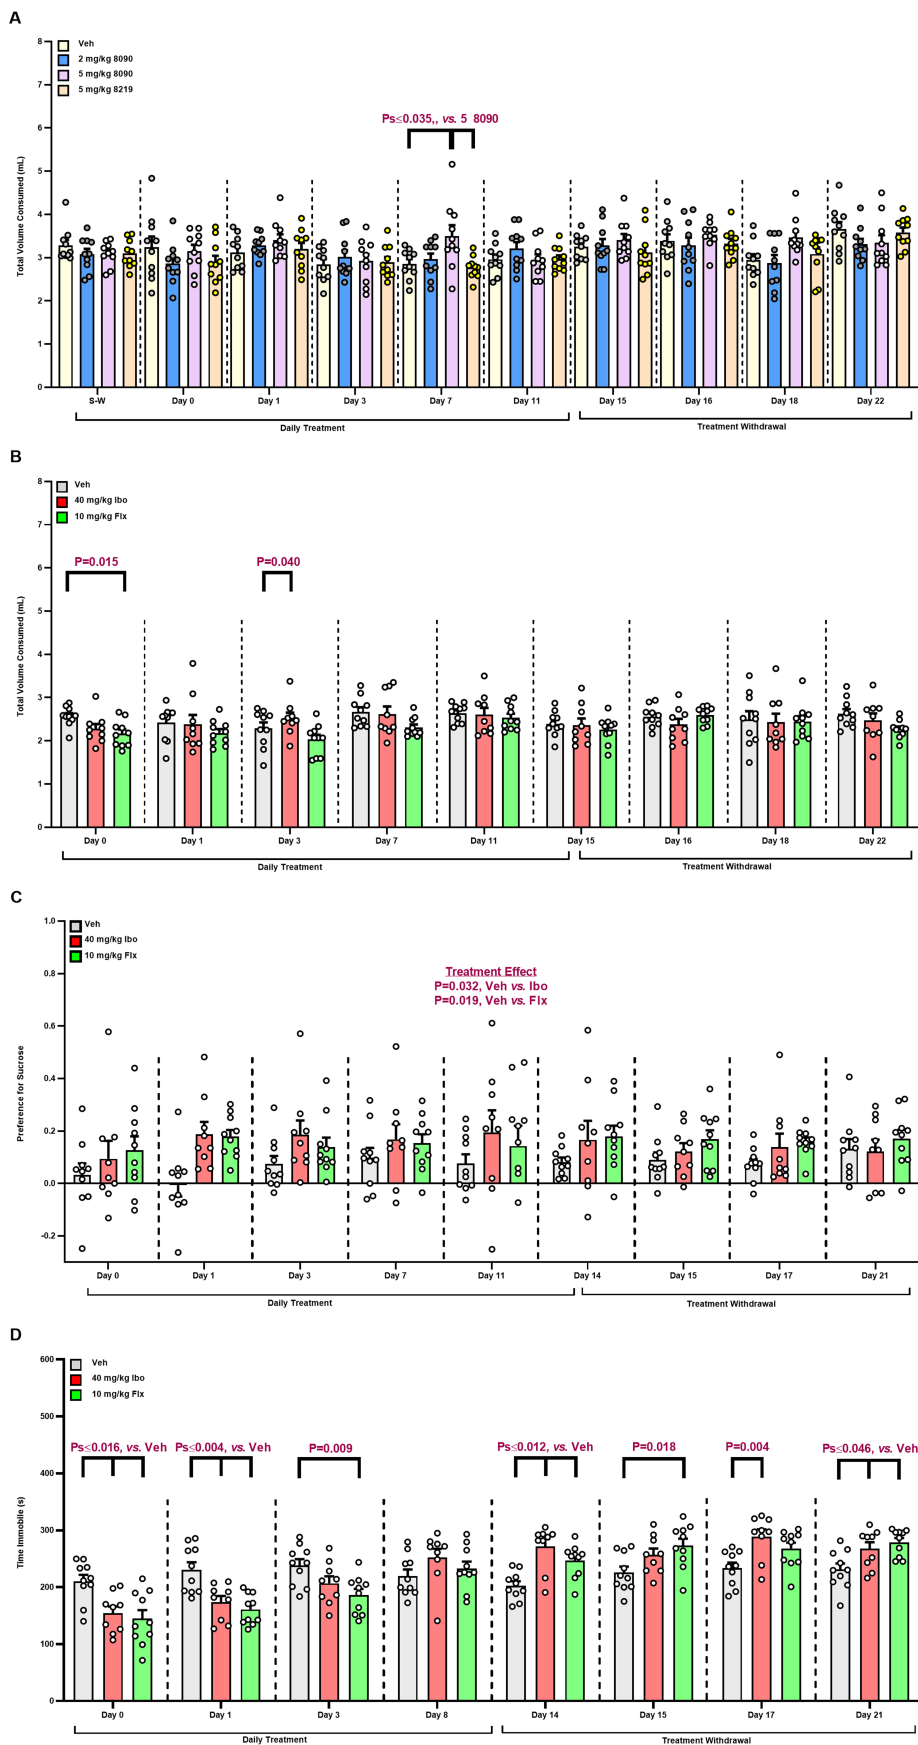 A
8
7
6
5
4
3
2
1
0
Total Volume Consumed (mL)
Veh
2 mg/kg 8090
5 mg/kg 8090
5 mg/kg 8219
Ps≤0.035,, vs. 5 8090
S-W
Day 0
Day 1
Day 3
Day 7
Day 11
Day 15
Day 16
Day 18
Day 22
Daily Treatment
Treatment Withdrawal
B
8
7
6
5
4
3
2
1
0
Total Volume Consumed (mL)
Veh
40 mg/kg Ibo
10 mg/kg Flx
P=0.015
P=0.040
Day 0
Day 1
Day 3
Day 7
Day 11
Day 15
Day 16
Day 18
Day 22
Daily Treatment
Treatment Withdrawal
C
1.0
0.8
0.6
0.4
0.2
0.0
-0.2
Preference for Sucrose
Veh
40 mg/kg Ibo
10 mg/kg Flx
Treatment Effect
P=0.032, Veh vs. Ibo
P=0.019, Veh vs. Flx
Day 0
Day 1
Day 3
Day 7
Day 11
Day 14
Day 15
Day 17
Day 21
Daily Treatment
Treatment Withdrawal
D
600
500
400
300
200
100
0
Time Immobile (s)
Veh
40 mg/kg Ibo
10 mg/kg Flx
Ps≤0.016, vs. Veh
Ps≤0.004, vs. Veh
P=0.009
Ps≤0.012, vs. Veh
P=0.018
P=0.004
Ps≤0.046, vs. Veh
Day 0
Day 1
Day 3
Day 8
Day 14
Day 15
Day 17
Day 21
Daily Treatment
Treatment Withdrawal